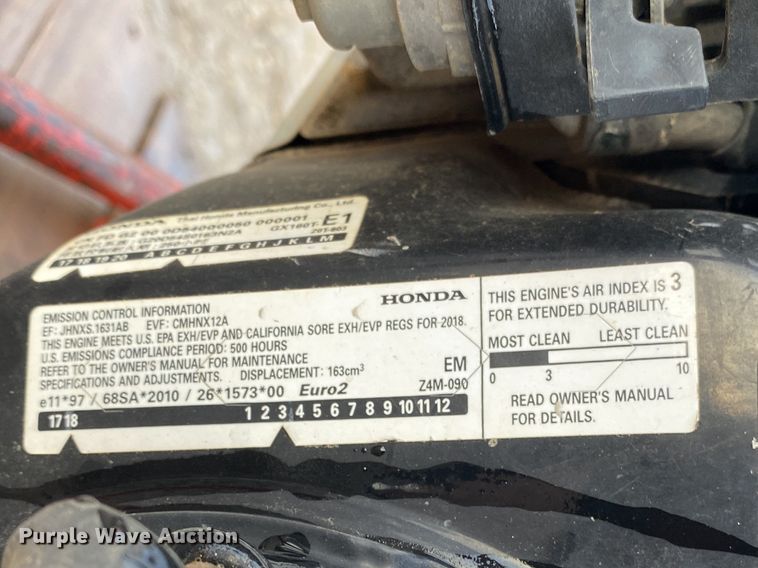 HONDA Thai Honda Manufacturing Co., Ltd.
000001 E1
GX160T-
20T-803
17 18 19 20 A B C D E F G H J K L M
EMISSION CONTROL INFORMATION HONDA
EF: JHNXS.1631AB EVF: CMHNX12A
THIS ENGINE MEETS U.S. EPA EXH/EVP AND CALIFORNIA SORE EXH/EVP REGS FOR 2018.
U.S. EMISSIONS COMPLIANCE PERIOD: 500 HOURS
REFER TO THE OWNER'S MANUAL FOR MAINTENANCE
SPECIFICATIONS AND ADJUSTMENTS. DISPLACEMENT: 163cm³ EM
e11*97 / 68SA*2010 / 26*1573*00 Euro2 Z4M-090
17 18 1 2 3 4 5 6 7 8 9 10 11 12
THIS ENGINE'S AIR INDEX IS 3
FOR EXTENDED DURABILITY.
MOST CLEAN LEAST CLEAN
0 3 10
READ OWNER'S MANUAL
FOR DETAILS.
Purple Wave Auction